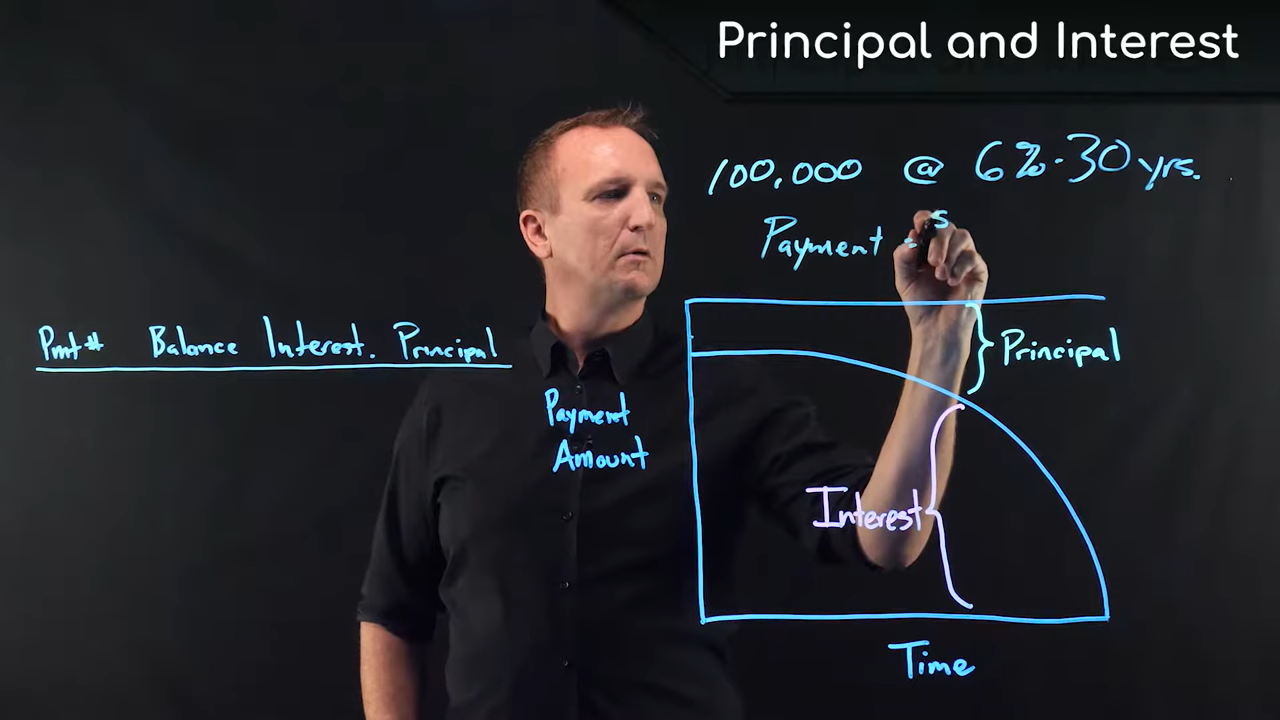 Principal and Interest
100,000 @ 6% - 30 yrs.
Payment =
Pmt # Balance Interest. Principal
Payment
Amount
Principal
Interest
Time